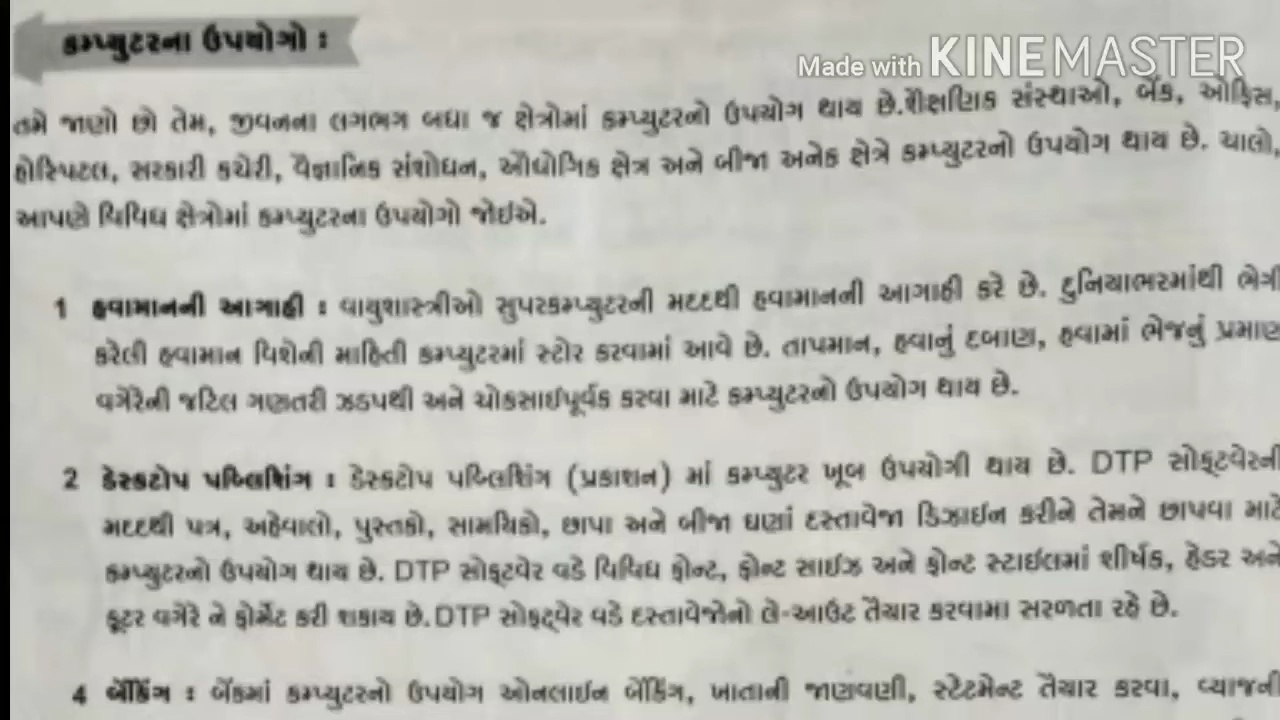 કમ્પ્યુટરના ઉપયોગો :
Made with KINEMASTER
તમે જાણો છો તેમ, જીવનના લગભગ બધા જ ક્ષેત્રોમાં કમ્પ્યુટરનો ઉપયોગ થાય છે.શૈક્ષણિક સંસ્થાઓ, બેંક, ઓફિસ,
હોસ્પિટલ, સરકારી કચેરી, વૈજ્ઞાનિક સંશોધન, ઔધોગિક ક્ષેત્ર અને બીજા અનેક ક્ષેત્રે કમ્પ્યુટરનો ઉપયોગ થાય છે. ચાલો,
આપણે વિવિધ ક્ષેત્રોમાં કમ્પ્યુટરના ઉપયોગો જોઈએ.
1 હવામાનની આગાહી : વાયુશાસ્ત્રીઓ સુપરકમ્પ્યુટરની મદદથી હવામાનની આગાહી કરે છે. દુનિયાભરમાંથી ભેગી
કરેલી હવામાન વિશેની માહિતી કમ્પ્યુટરમાં સ્ટોર કરવામાં આવે છે. તાપમાન, હવાનું દબાણ, હવામાં ભેજનું પ્રમાણ
વગેરેની જટિલ ગણતરી ઝડપથી અને ચોકસાઈપૂર્વક કરવા માટે કમ્પ્યુટરનો ઉપયોગ થાય છે.
2 ડેસ્કટોપ પબ્લિશિંગ : ડેસ્કટોપ પબ્લિશિંગ (પ્રકાશન) માં કમ્પ્યુટર ખૂબ ઉપયોગી થાય છે. DTP સોફ્ટવેરની
મદદથી પત્ર, અહેવાલો, પુસ્તકો, સામયિકો, છાપા અને બીજા ઘણાં દસ્તાવેજા ડિઝાઈન કરીને તેમને છાપવા માટે
કમ્પ્યુટરનો ઉપયોગ થાય છે. DTP સોફ્ટવેર વડે વિવિધ ફોન્ટ, ફોન્ટ સાઈઝ અને ફોન્ટ સ્ટાઈલમાં શીર્ષક, હેડર અને
ફૂટર વગેરે ને ફોર્મેટ કરી શકાય છે.DTP સોફ્ટવેર વડે દસ્તાવેજોનો લે-આઉટ તૈયાર કરવામા સરળતા રહે છે.
4 બેંકિંગ : બેંકમાં કમ્પ્યુટરનો ઉપયોગ ઓનલાઈન બેંકિંગ, ખાતાની જાણવણી, સ્ટેટમેન્ટ તૈયાર કરવા, વ્યાજની